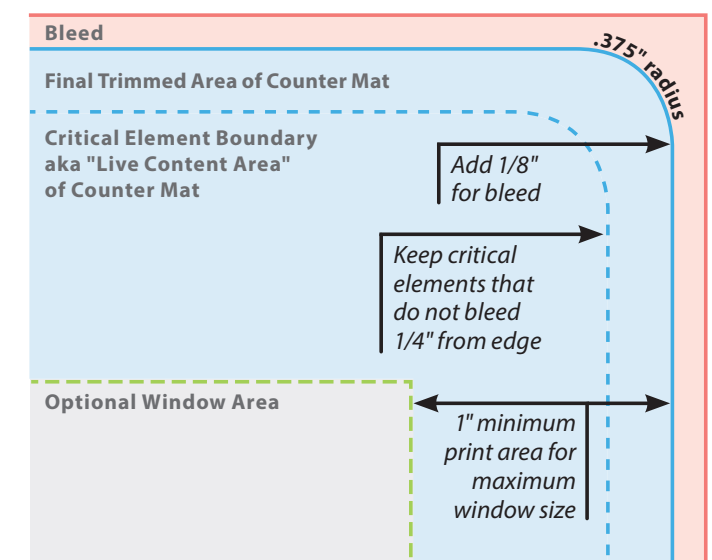 Bleed
.375" radius
Final Trimmed Area of Counter Mat
Critical Element Boundary
aka "Live Content Area"
of Counter Mat
Add 1/8"
for bleed
Keep critical
elements that
do not bleed
1/4" from edge
Optional Window Area
1" minimum
print area for
maximum
window size